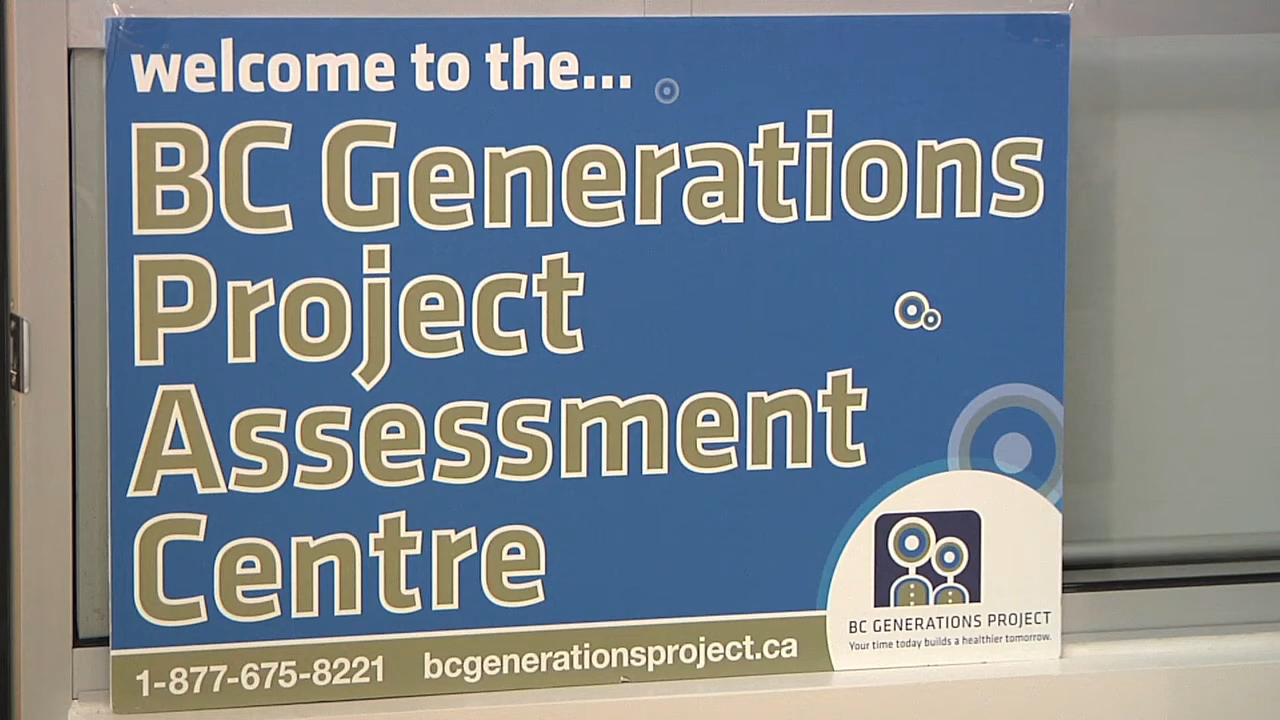 welcome to the...
BC Generations
Project
Assessment
Centre
BC GENERATIONS PROJECT
Your time today builds a healthier tomorrow.
1-877-675-8221 bcgenerationsproject.ca